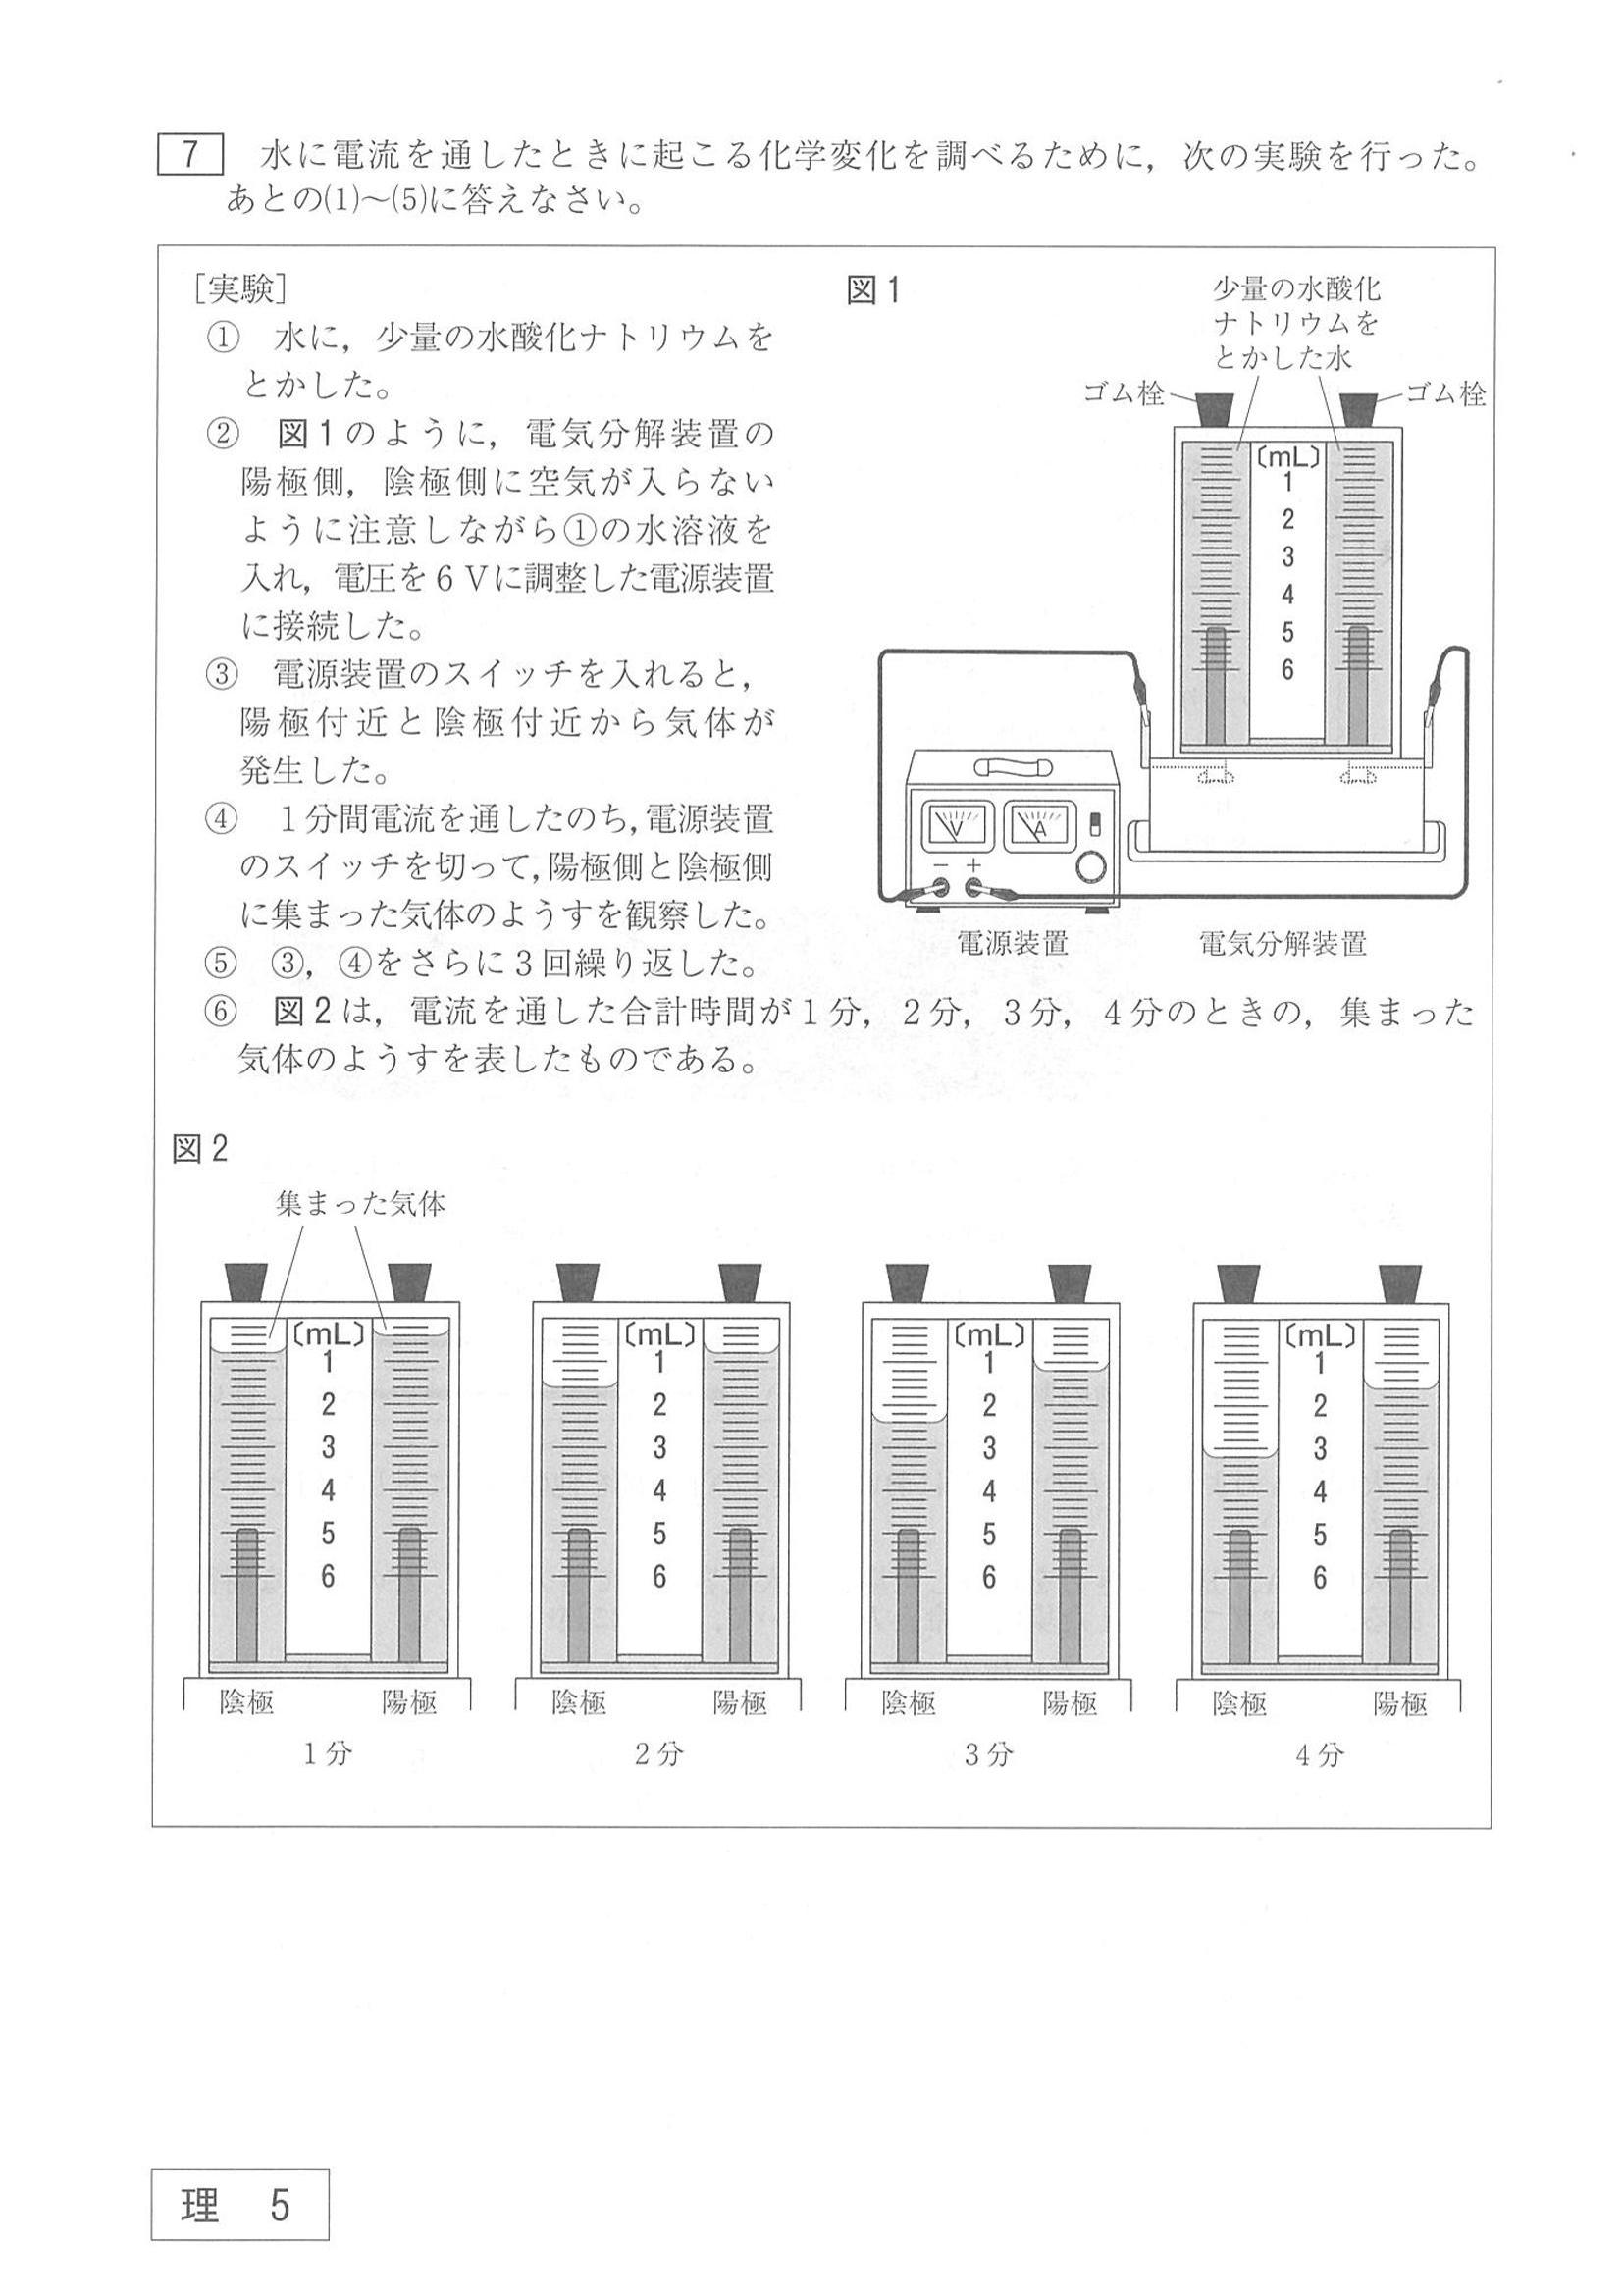 7 水に電流を通したときに起こる化学変化を調べるために，次の実験を行った。
あとの(1)～(5)に答えなさい。
［実験］
① 水に，少量の水酸化ナトリウムを
とかした。
② 図1のように，電気分解装置の
陽極側，陰極側に空気が入らない
ように注意しながら①の水溶液を
入れ，電圧を6Vに調整した電源装置
に接続した。
③ 電源装置のスイッチを入れると，
陽極付近と陰極付近から気体が
発生した。
④ 1分間電流を通したのち，電源装置
のスイッチを切って，陽極側と陰極側
に集まった気体のようすを観察した。
⑤ ③，④をさらに3回繰り返した。
⑥ 図2は，電流を通した合計時間が1分，2分，3分，4分のときの，集まった
気体のようすを表したものである。
図1
少量の水酸化
ナトリウムを
とかした水
ゴム栓
ゴム栓
〔mL〕
1
2
3
4
5
6
V
A
－ ＋
電源装置
電気分解装置
図2
集まった気体
〔mL〕
1
2
3
4
5
6
陰極 陽極
1分
〔mL〕
1
2
3
4
5
6
陰極 陽極
2分
〔mL〕
1
2
3
4
5
6
陰極 陽極
3分
〔mL〕
1
2
3
4
5
6
陰極 陽極
4分
理 5